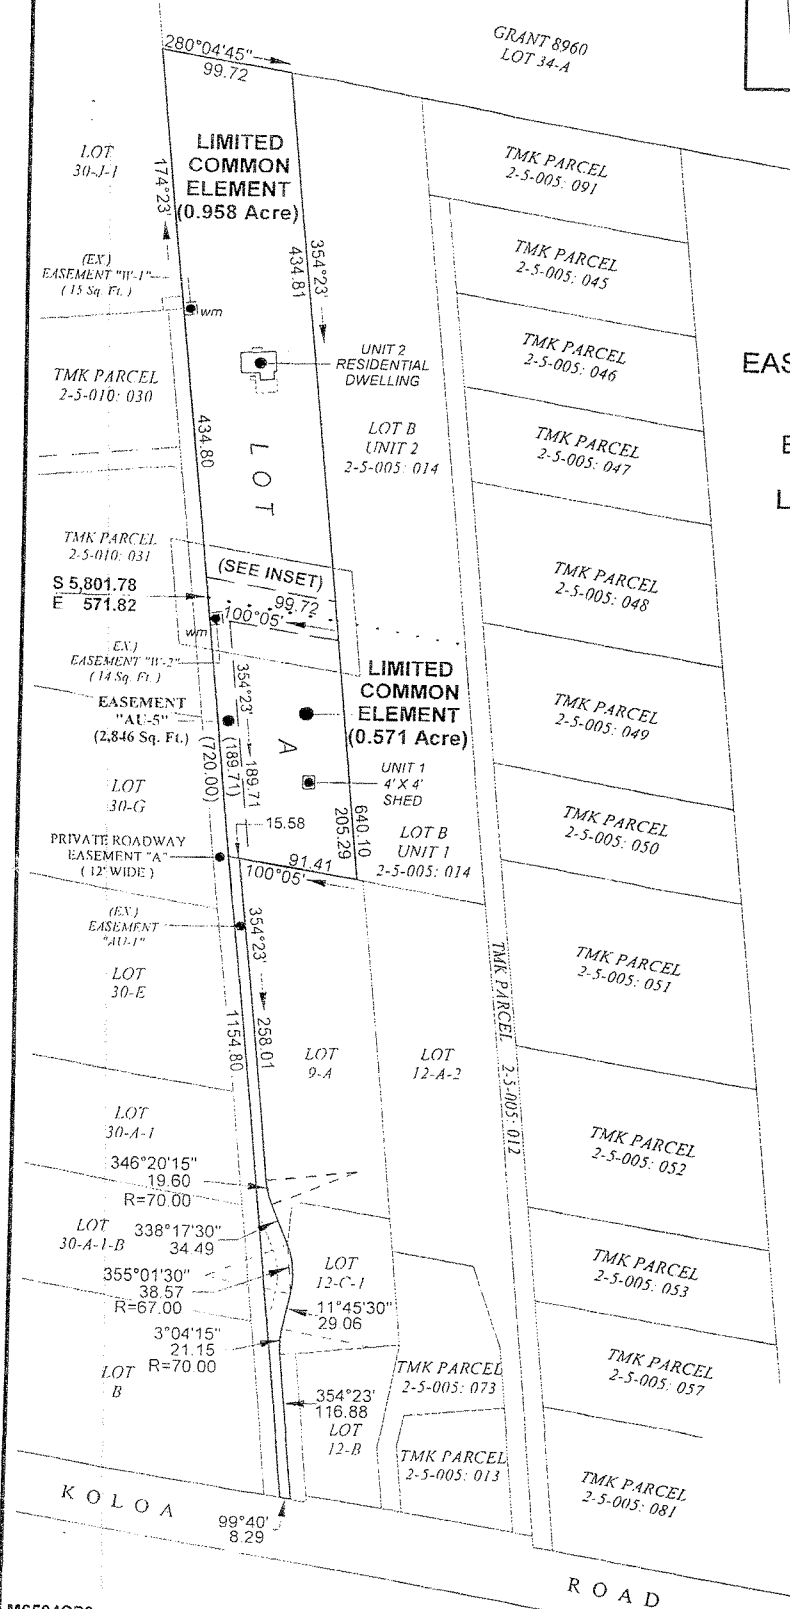 GRANT 8960
LOT 34-A
280°04'45"
99.72
LIMITED
COMMON
ELEMENT
(0.958 Acre)
LOT
30-J-1
174°23'
354°23'
434.81
TMK PARCEL
2-5-005: 091
(EX.)
EASEMENT "W-1"
(15 Sq. Ft.)
wm
TMK PARCEL
2-5-005: 045
UNIT 2
RESIDENTIAL
DWELLING
TMK PARCEL
2-5-005: 046
EAS
TMK PARCEL
2-5-010: 030
434.80
LOT
LOT B
UNIT 2
2-5-005: 014
TMK PARCEL
2-5-005: 047
E
L
TMK PARCEL
2-5-010: 031
(SEE INSET)
S 5,801.78
E 571.82
99.72
100°05'
wm
TMK PARCEL
2-5-005: 048
EX.)
EASEMENT "W-2"
(14 Sq. Ft.)
EASEMENT
"AU-5"
(2,846 Sq. Ft.)
354°23'
189.71
(189.71)
(720.00)
A
LIMITED
COMMON
ELEMENT
(0.571 Acre)
TMK PARCEL
2-5-005: 049
LOT
30-G
UNIT 1
4' X 4'
SHED
15.58
640.10
205.29
LOT B
UNIT 1
2-5-005: 014
TMK PARCEL
2-5-005: 050
PRIVATE ROADWAY
EASEMENT "A"
(12' WIDE)
91.41
100°05'
(EX.)
EASEMENT
"AU-1"
354°23'
258.01
1154.80
LOT
30-E
TMK PARCEL 2-5-005: 012
TMK PARCEL
2-5-005: 051
LOT
9-A
LOT
12-A-2
LOT
30-A-1
TMK PARCEL
2-5-005: 052
346°20'15"
19.60
R=70.00
LOT
30-A-1-B
338°17'30"
34.49
355°01'30"
38.57
R=67.00
LOT
12-C-1
11°45'30"
29.06
TMK PARCEL
2-5-005: 053
3°04'15"
21.15
R=70.00
LOT
B
TMK PARCEL
2-5-005: 073
TMK PARCEL
2-5-005: 057
354°23'
116.88
LOT
12-B
TMK PARCEL
2-5-005: 013
TMK PARCEL
2-5-005: 081
KOLOA
99°40'
8.29
ROAD